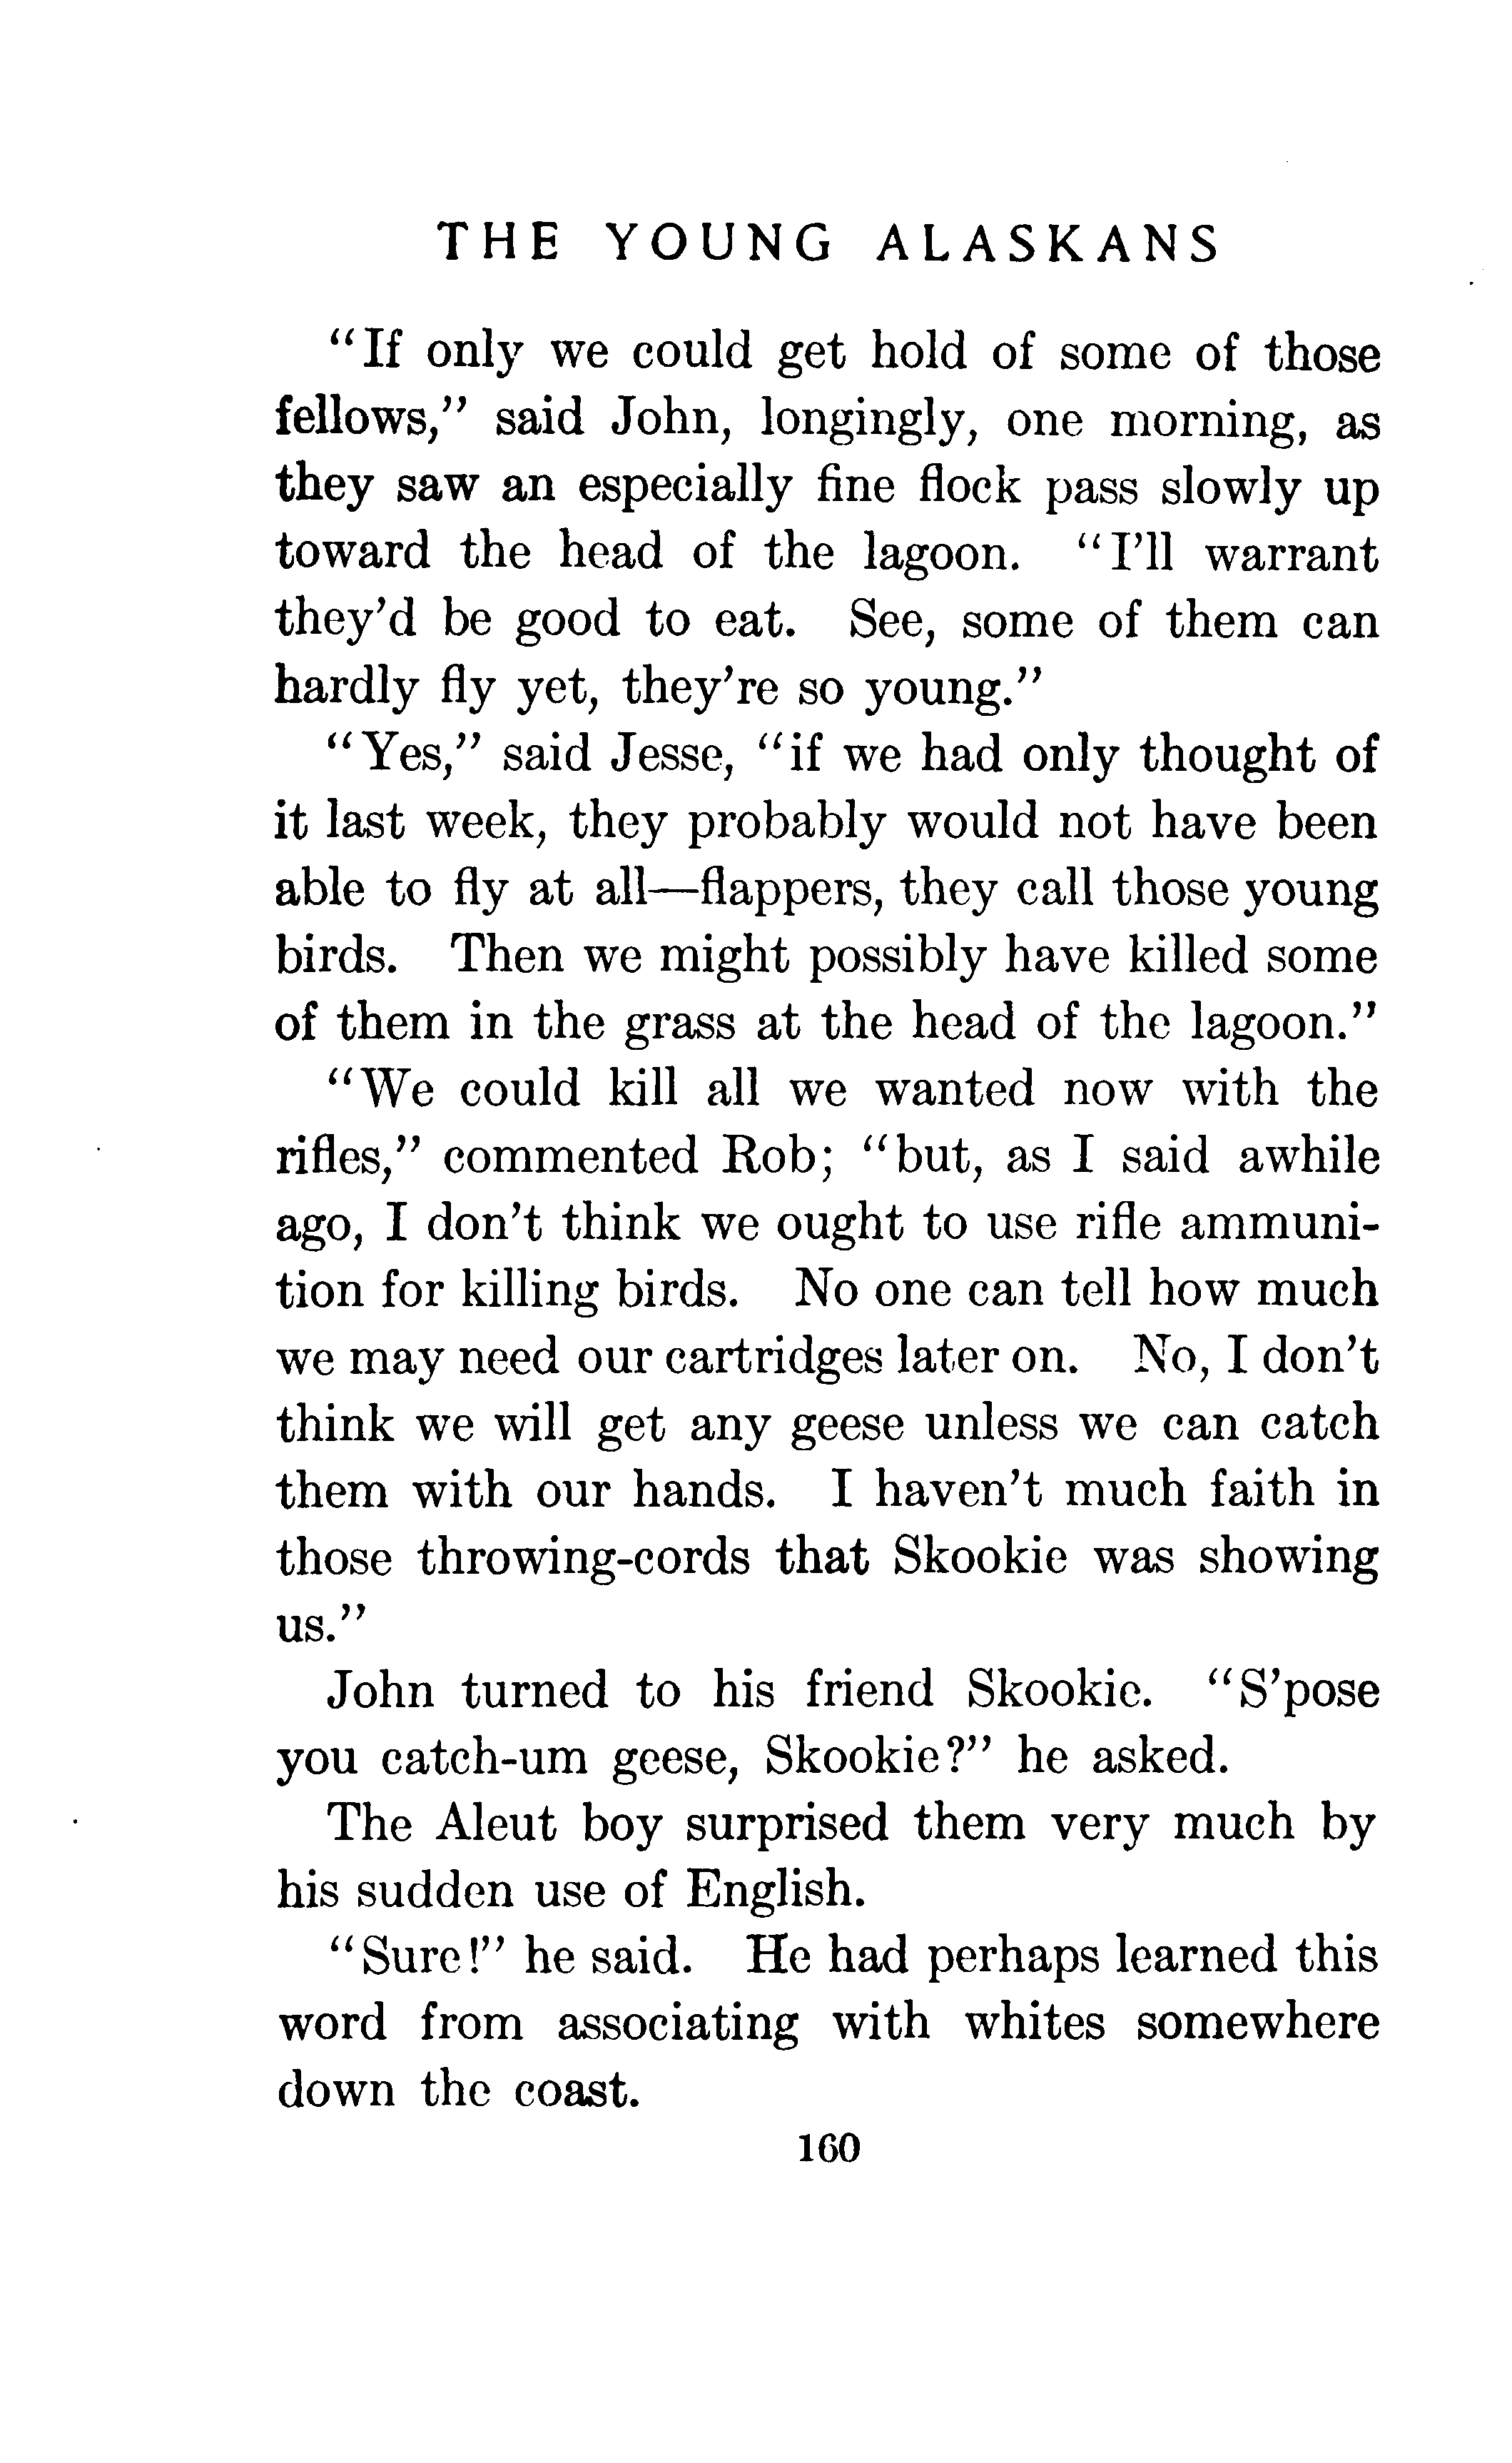 THE YOUNG ALASKANS
"If only we could get hold of some of those
fellows," said John, longingly, one morning, as
they saw an especially fine flock pass slowly up
toward the head of the lagoon. "I'll warrant
they'd be good to eat. See, some of them can
hardly fly yet, they're so young."
"Yes," said Jesse, "if we had only thought of
it last week, they probably would not have been
able to fly at all—flappers, they call those young
birds. Then we might possibly have killed some
of them in the grass at the head of the lagoon."
"We could kill all we wanted now with the
rifles," commented Rob; "but, as I said awhile
ago, I don't think we ought to use rifle ammuni-
tion for killing birds. No one can tell how much
we may need our cartridges later on. No, I don't
think we will get any geese unless we can catch
them with our hands. I haven't much faith in
those throwing-cords that Skookie was showing
us."
John turned to his friend Skookie. "S'pose
you catch-um geese, Skookie?" he asked.
The Aleut boy surprised them very much by
his sudden use of English.
"Sure!" he said. He had perhaps learned this
word from associating with whites somewhere
down the coast.
160